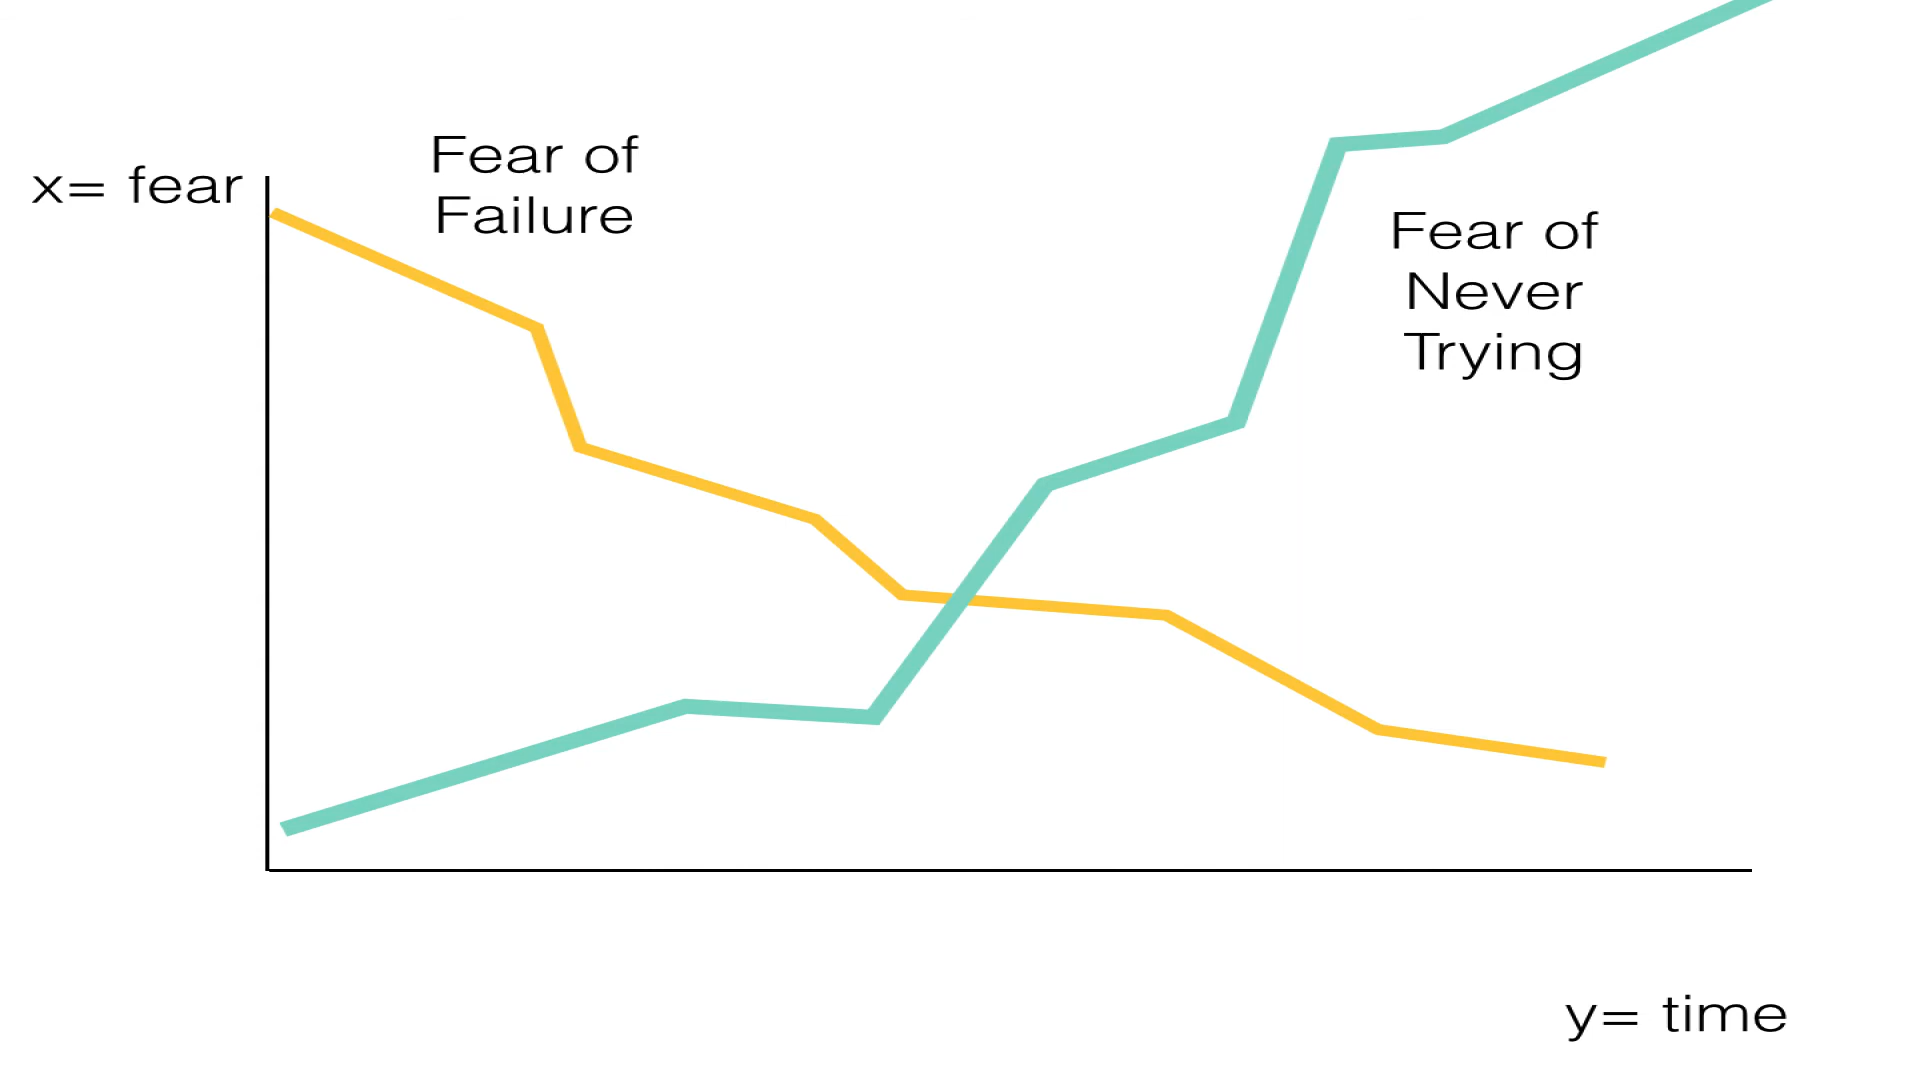 Fear of
Failure
x= fear
Fear of
Never
Trying
y= time